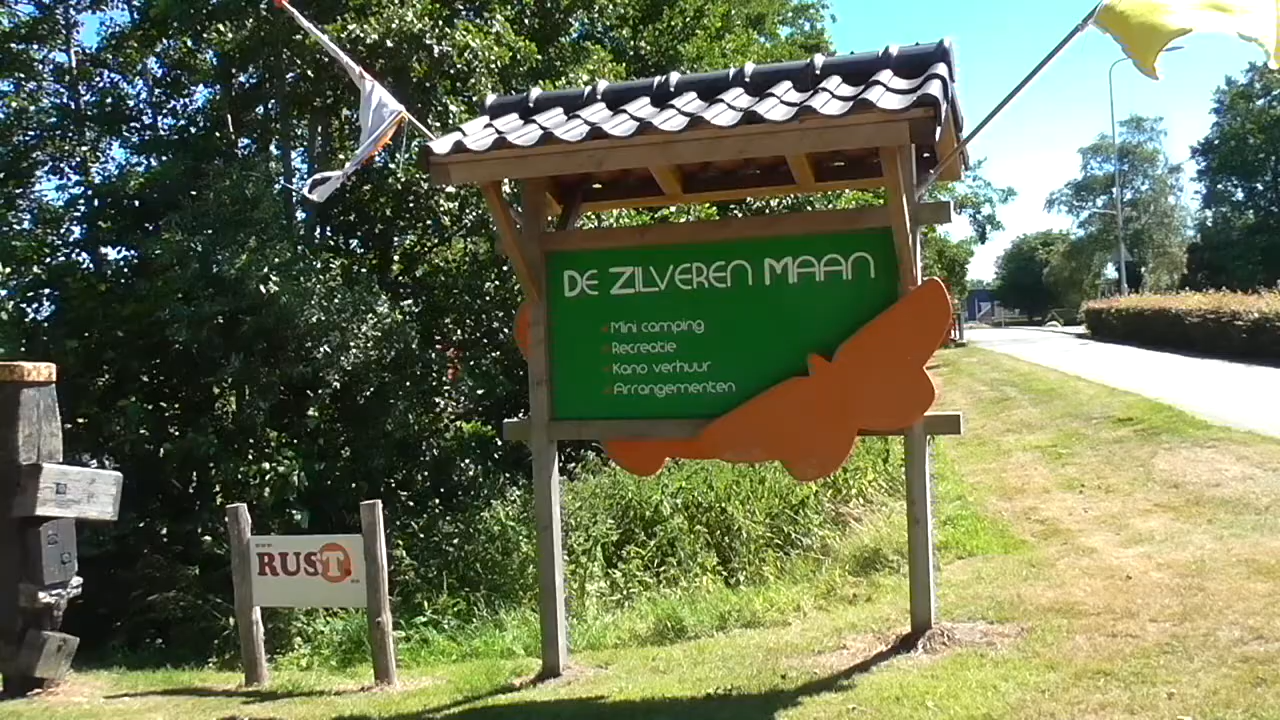 De Zilveren Maan
Mini camping
Recreatie
Kano verhuur
Arrangementen
RUST